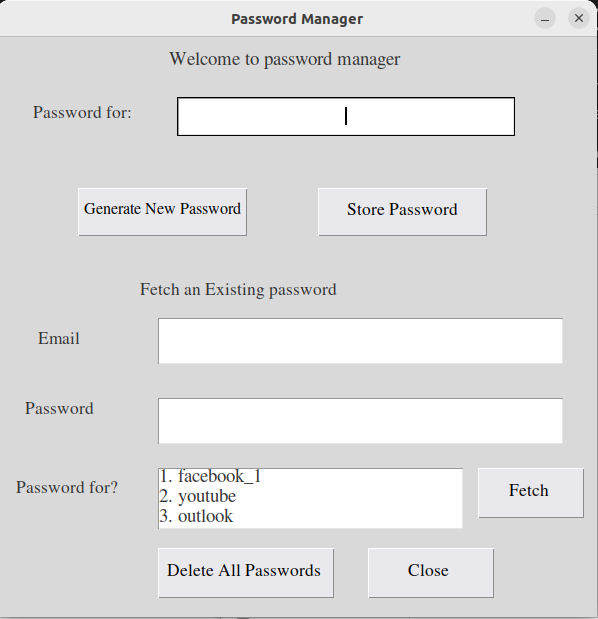 Password Manager
Welcome to password manager
Password for:
Generate New Password
Store Password
Fetch an Existing password
Email
Password
Password for?
1. facebook_1
2. youtube
3. outlook
Fetch
Delete All Passwords
Close